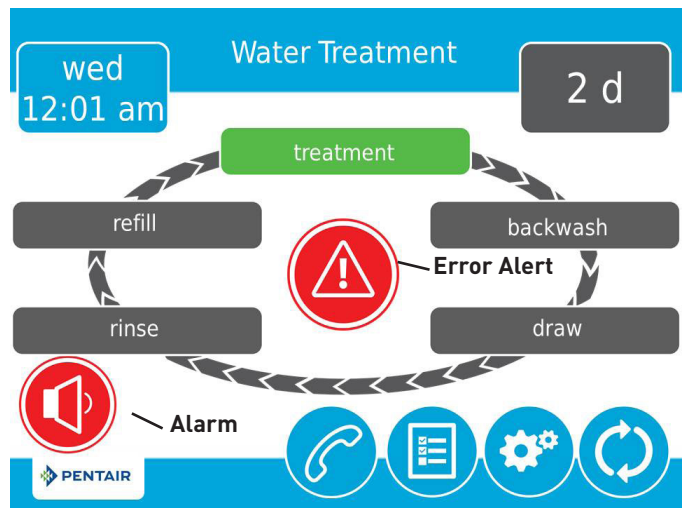 wed
12:01 am
Water Treatment
2 d
treatment
refill
backwash
Error Alert
rinse
draw
Alarm
PENTAIR